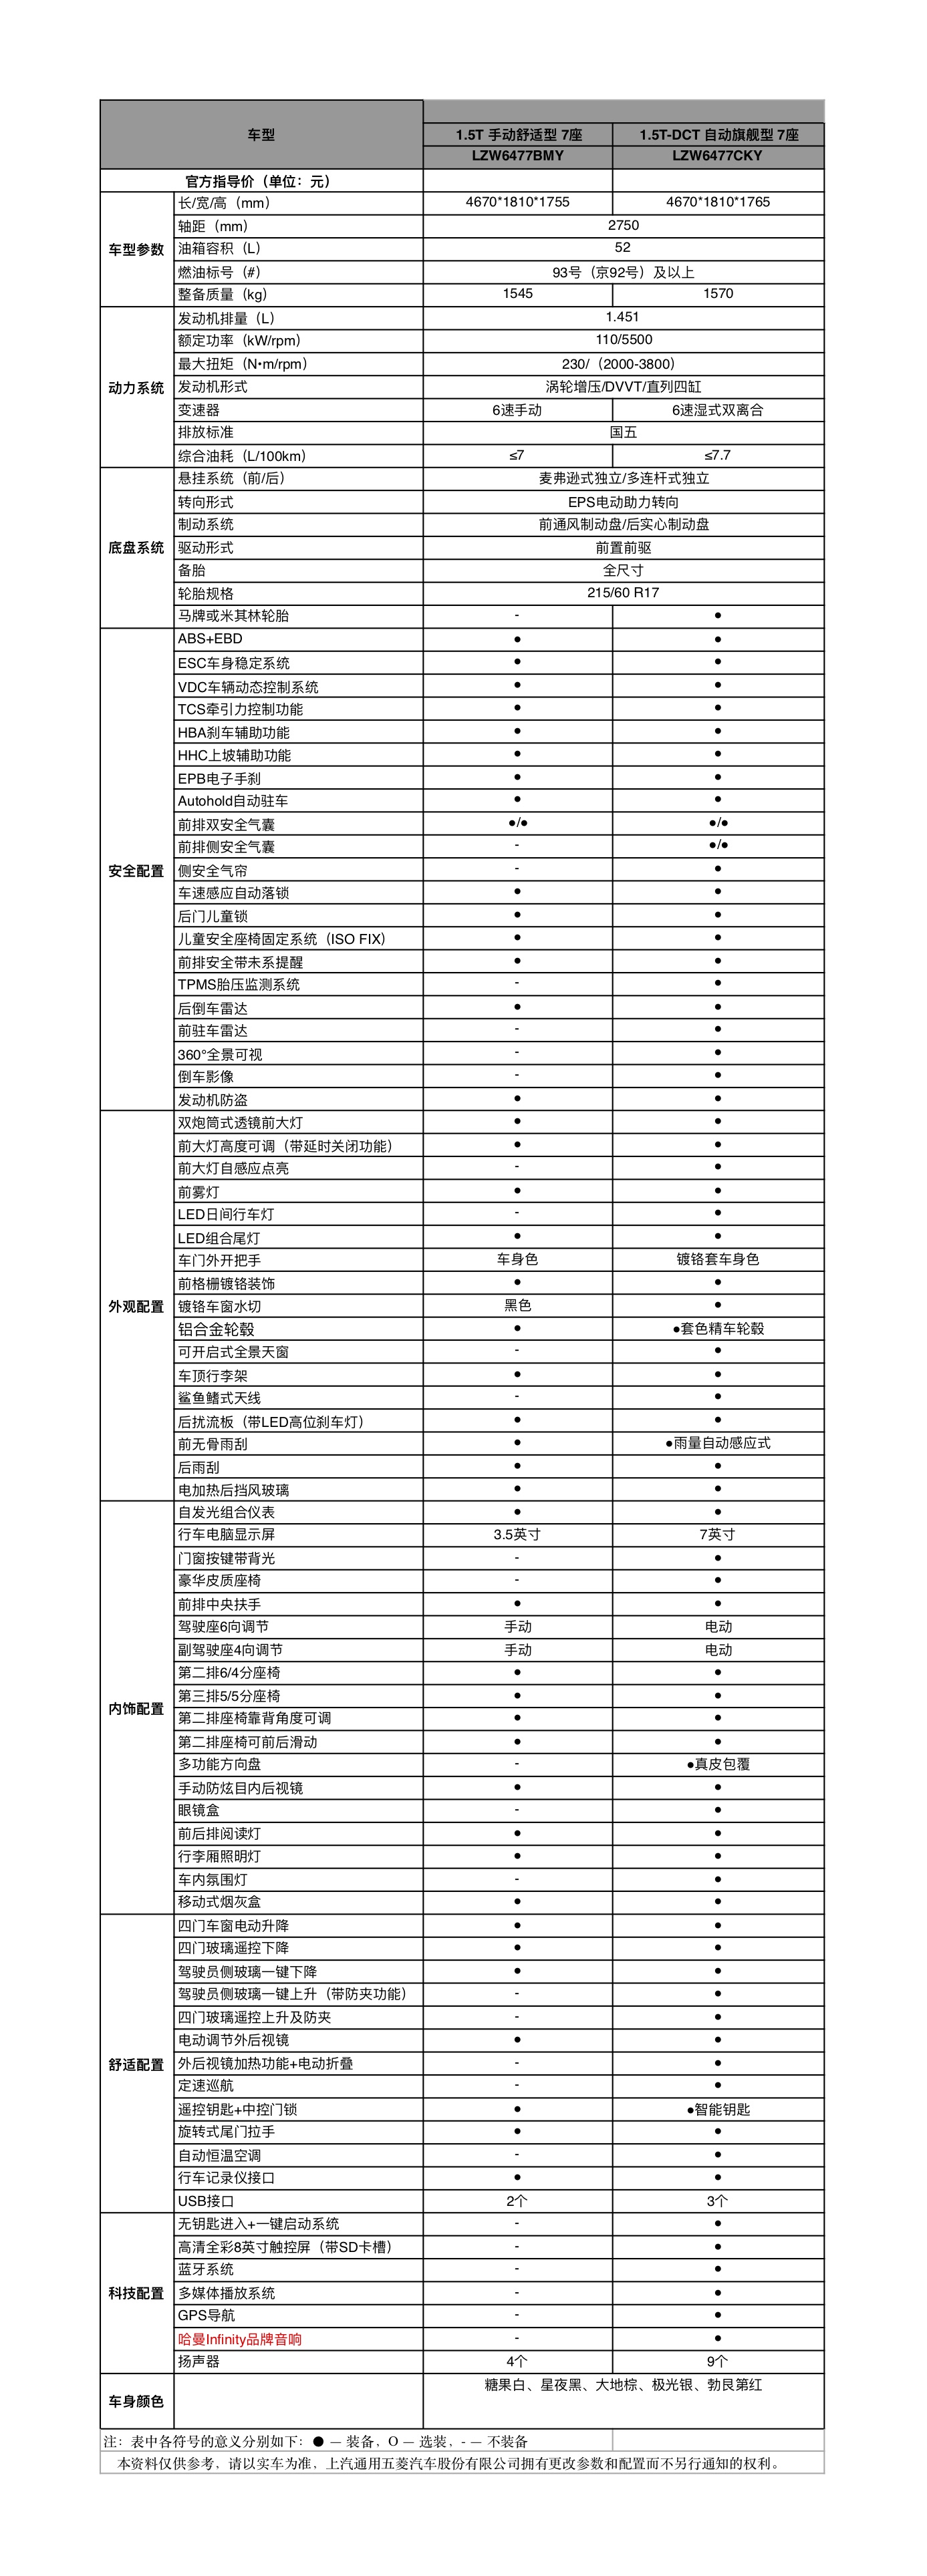 车型
1.5T 手动舒适型 7座 1.5T-DCT 自动旗舰型 7座
LZW6477BMY LZW6477CKY
官方指导价（单位：元）
车型参数
长/宽/高（mm） 4670*1810*1755 4670*1810*1765
轴距（mm） 2750
油箱容积（L） 52
燃油标号（#） 93号（京92号）及以上
整备质量（kg） 1545 1570
动力系统
发动机排量（L） 1.451
额定功率（kW/rpm） 110/5500
最大扭矩（N•m/rpm） 230/（2000-3800）
发动机形式 涡轮增压/DVVT/直列四缸
变速器 6速手动 6速湿式双离合
排放标准 国五
综合油耗（L/100km） ≤7 ≤7.7
底盘系统
悬挂系统（前/后） 麦弗逊式独立/多连杆式独立
转向形式 EPS电动助力转向
制动系统 前通风制动盘/后实心制动盘
驱动形式 前置前驱
备胎 全尺寸
轮胎规格 215/60 R17
马牌或米其林轮胎 - ●
安全配置
ABS+EBD ● ●
ESC车身稳定系统 ● ●
VDC车辆动态控制系统 ● ●
TCS牵引力控制功能 ● ●
HBA刹车辅助功能 ● ●
HHC上坡辅助功能 ● ●
EPB电子手刹 ● ●
Autohold自动驻车 ● ●
前排双安全气囊 ●/● ●/●
前排侧安全气囊 - ●/●
侧安全气帘 - ●
车速感应自动落锁 ● ●
后门儿童锁 ● ●
儿童安全座椅固定系统（ISO FIX） ● ●
前排安全带未系提醒 ● ●
TPMS胎压监测系统 - ●
后倒车雷达 ● ●
前驻车雷达 - ●
360°全景可视 - ●
倒车影像 - ●
发动机防盗 ● ●
外观配置
双炮筒式透镜前大灯 ● ●
前大灯高度可调（带延时关闭功能） ● ●
前大灯自感应点亮 - ●
前雾灯 ● ●
LED日间行车灯 - ●
LED组合尾灯 ● ●
车门外开把手 车身色 镀铬套车身色
前格栅镀铬装饰 ● ●
镀铬车窗水切 黑色 ●
铝合金轮毂 ● ●套色精车轮毂
可开启式全景天窗 - ●
车顶行李架 ● ●
鲨鱼鳍式天线 - ●
后扰流板（带LED高位刹车灯） ● ●
前无骨雨刮 ● ●雨量自动感应式
后雨刮 ● ●
电加热后挡风玻璃 ● ●
内饰配置
自发光组合仪表 ● ●
行车电脑显示屏 3.5英寸 7英寸
门窗按键带背光 - ●
豪华皮质座椅 - ●
前排中央扶手 ● ●
驾驶座6向调节 手动 电动
副驾驶座4向调节 手动 电动
第二排6/4分座椅 ● ●
第三排5/5分座椅 ● ●
第二排座椅靠背角度可调 ● ●
第二排座椅可前后滑动 ● ●
多功能方向盘 - ●真皮包覆
手动防炫目内后视镜 ● ●
眼镜盒 - ●
前后排阅读灯 ● ●
行李厢照明灯 ● ●
车内氛围灯 - ●
移动式烟灰盒 ● ●
舒适配置
四门车窗电动升降 ● ●
四门玻璃遥控下降 ● ●
驾驶员侧玻璃一键下降 ● ●
驾驶员侧玻璃一键上升（带防夹功能） - ●
四门玻璃遥控上升及防夹 - ●
电动调节外后视镜 ● ●
外后视镜加热功能+电动折叠 - ●
定速巡航 - ●
遥控钥匙+中控门锁 ● ●智能钥匙
旋转式尾门拉手 ● ●
自动恒温空调 - ●
行车记录仪接口 ● ●
USB接口 2个 3个
科技配置
无钥匙进入+一键启动系统 - ●
高清全彩8英寸触控屏（带SD卡槽） - ●
蓝牙系统 - ●
多媒体播放系统 - ●
GPS导航 - ●
哈曼Infinity品牌音响 - ●
扬声器 4个 9个
车身颜色 糖果白、星夜黑、大地棕、极光银、勃艮第红
注：表中各符号的意义分别如下：● — 装备，O — 选装，- — 不装备
本资料仅供参考，请以实车为准，上汽通用五菱汽车股份有限公司拥有更改参数和配置而不另行通知的权利。